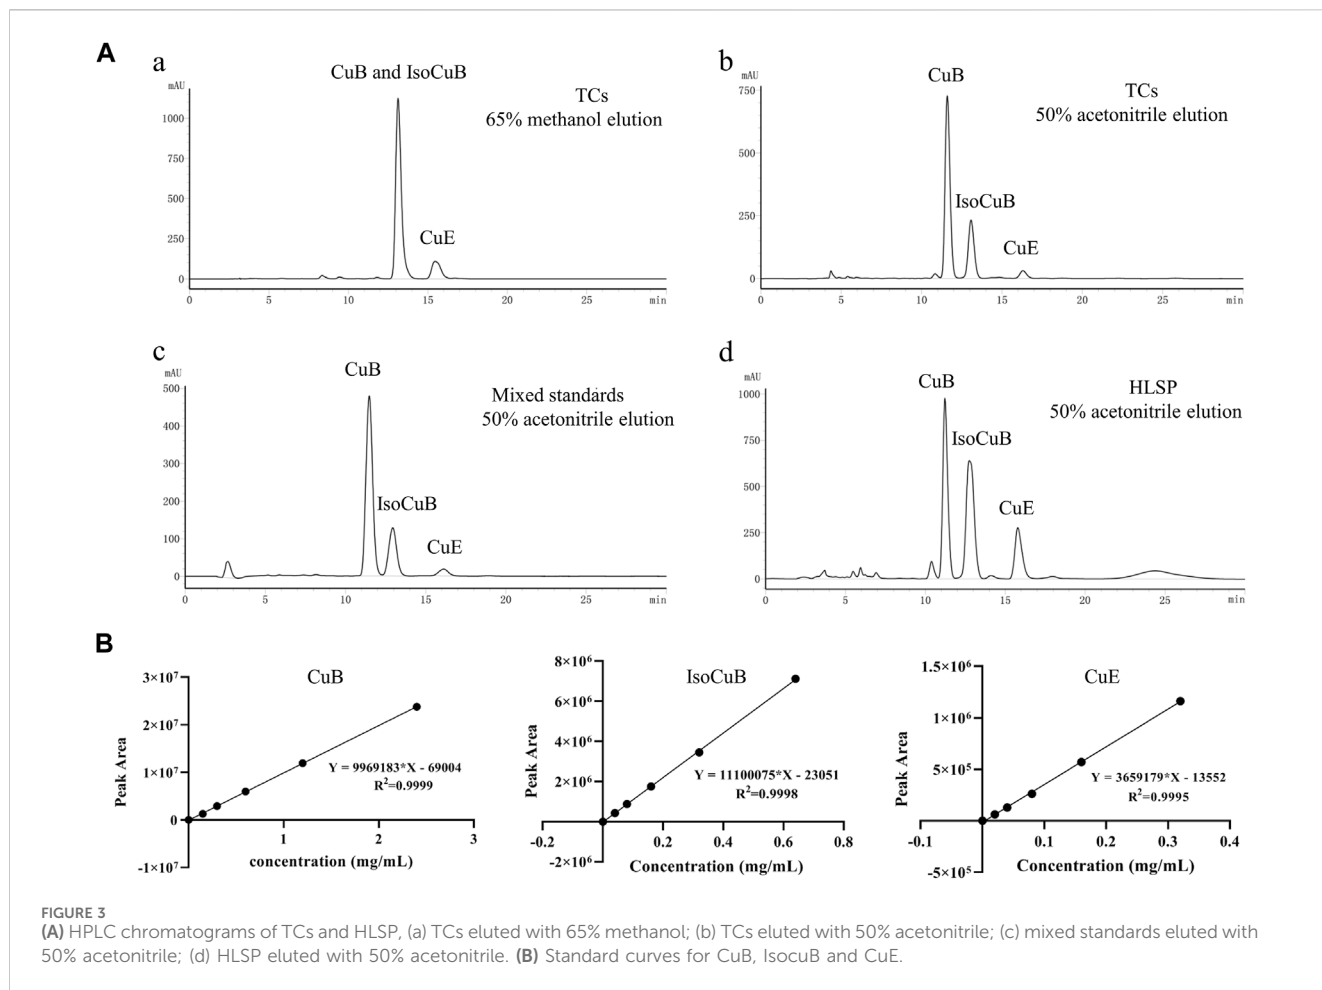 A
a
CuB and IsoCuB
TCs
65% methanol elution
CuE
mAU
1000
750
500
250
0
0 5 10 15 20 25 min
b
CuB
TCs
50% acetonitrile elution
IsoCuB
CuE
mAU
750
500
250
0
0 5 10 15 20 25 min
c
CuB
Mixed standards
50% acetonitrile elution
IsoCuB
CuE
mAU
500
400
300
200
100
0
0 5 10 15 20 25 min
d
CuB
HLSP
50% acetonitrile elution
IsoCuB
CuE
mAU
1000
750
500
250
0
0 5 10 15 20 25 min
B
CuB
Peak Area
3×10⁷
2×10⁷
1×10⁷
0
-1×10⁷
Y = 9969183*X - 69004
R²=0.9999
1 2 3
concentration (mg/mL)
IsoCuB
Peak Area
8×10⁶
6×10⁶
4×10⁶
2×10⁶
0
-2×10⁶
Y = 11100075*X - 23051
R²=0.9998
-0.2 0.2 0.4 0.6 0.8
Concentration (mg/mL)
CuE
Peak Area
1.5×10⁶
1×10⁶
5×10⁵
0
-5×10⁵
Y = 3659179*X - 13552
R²=0.9995
-0.1 0.1 0.2 0.3 0.4
Concentration (mg/mL)
FIGURE 3
(A) HPLC chromatograms of TCs and HLSP, (a) TCs eluted with 65% methanol; (b) TCs eluted with 50% acetonitrile; (c) mixed standards eluted with
50% acetonitrile; (d) HLSP eluted with 50% acetonitrile. (B) Standard curves for CuB, IsocuB and CuE.